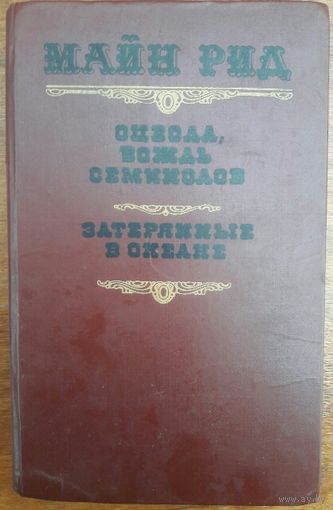 МАЙН РИД
ОЦЕОЛА,
ВОЖДЬ
СЕМИНОЛОВ
ЗАТЕРЯННЫЕ
В ОКЕАНЕ